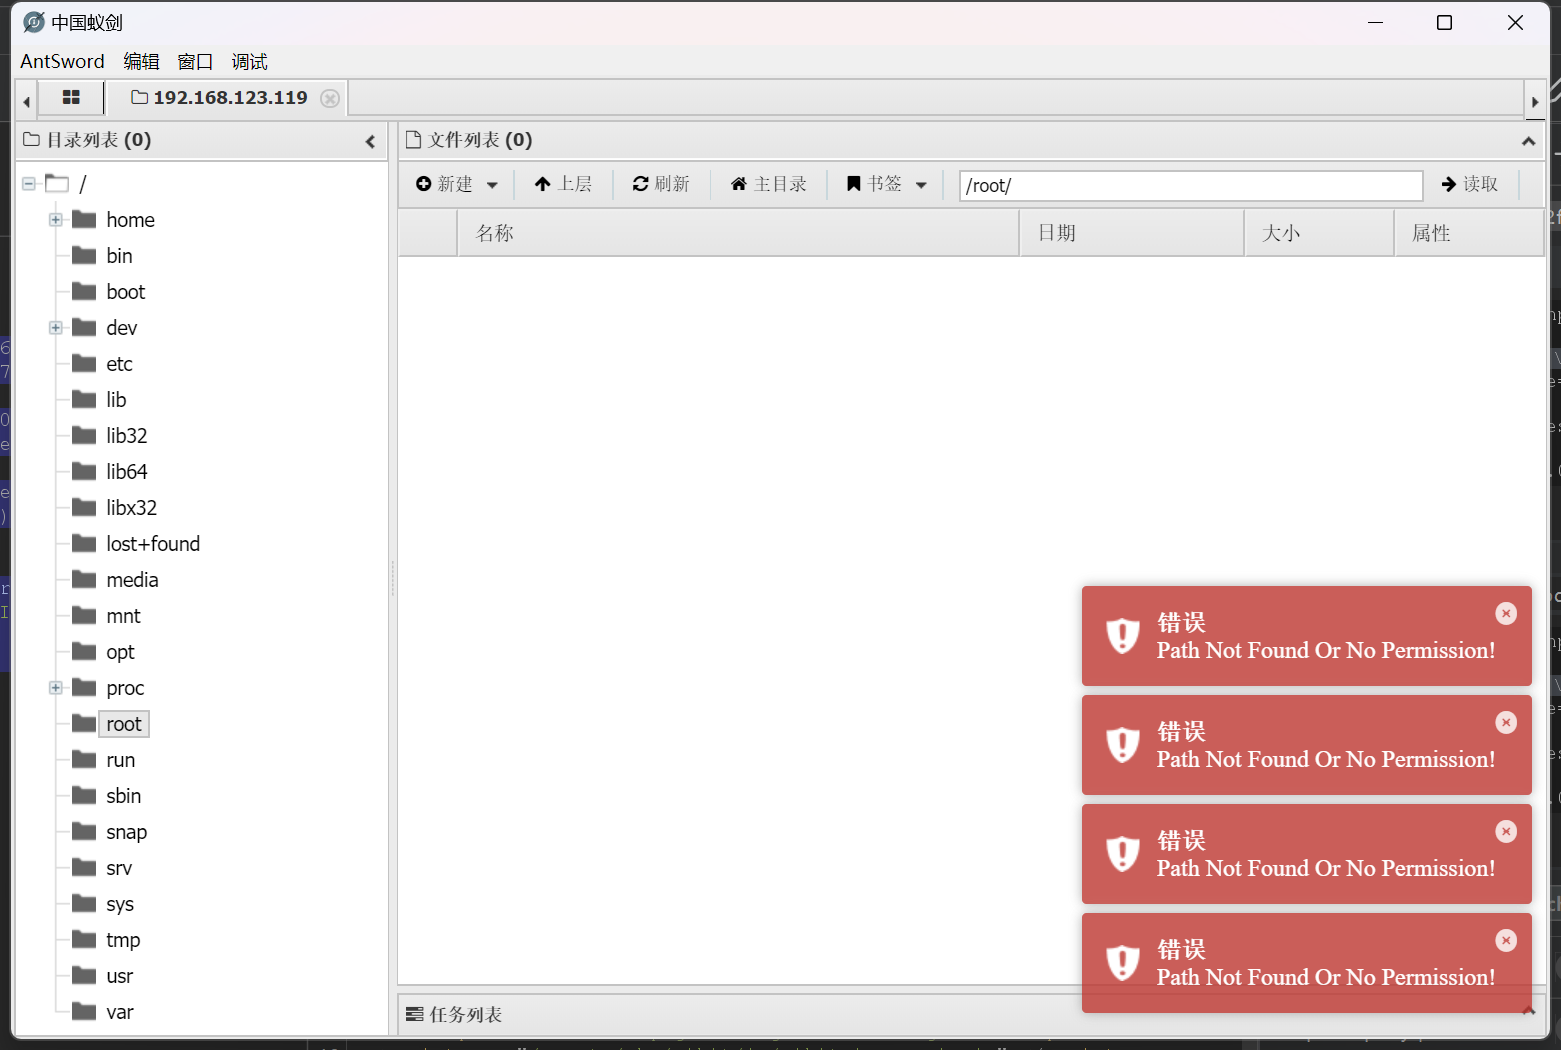 中国蚁剑
AntSword 编辑 窗口 调试
192.168.123.119
目录列表 (0)
文件列表 (0)
新建 上层 刷新 主目录 书签 /root/ 读取
名称 日期 大小 属性
/
home
bin
boot
dev
etc
lib
lib32
lib64
libx32
lost+found
media
mnt
opt
proc
root
run
sbin
snap
srv
sys
tmp
usr
var
错误
Path Not Found Or No Permission!
错误
Path Not Found Or No Permission!
错误
Path Not Found Or No Permission!
错误
Path Not Found Or No Permission!
任务列表